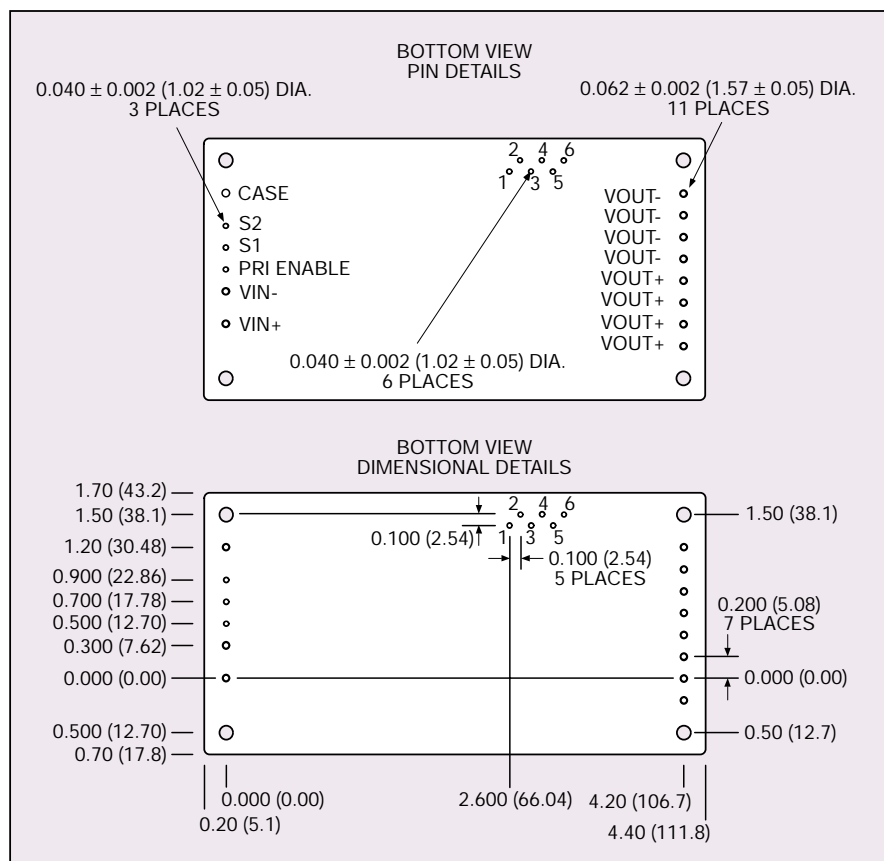 BOTTOM VIEW
PIN DETAILS
0.040 ± 0.002 (1.02 ± 0.05) DIA.
3 PLACES
0.062 ± 0.002 (1.57 ± 0.05) DIA.
11 PLACES
2 4 6
1 3 5
CASE
S2
S1
PRI ENABLE
VIN-
VIN+
VOUT-
VOUT-
VOUT-
VOUT-
VOUT+
VOUT+
VOUT+
VOUT+
0.040 ± 0.002 (1.02 ± 0.05) DIA.
6 PLACES
BOTTOM VIEW
DIMENSIONAL DETAILS
1.70 (43.2)
1.50 (38.1)
1.20 (30.48)
0.900 (22.86)
0.700 (17.78)
0.500 (12.70)
0.300 (7.62)
0.000 (0.00)
0.500 (12.70)
0.70 (17.8)
2 4 6
1 3 5
0.100 (2.54)
0.100 (2.54)
5 PLACES
1.50 (38.1)
0.200 (5.08)
7 PLACES
0.000 (0.00)
0.50 (12.7)
0.000 (0.00)
0.20 (5.1)
2.600 (66.04)
4.20 (106.7)
4.40 (111.8)